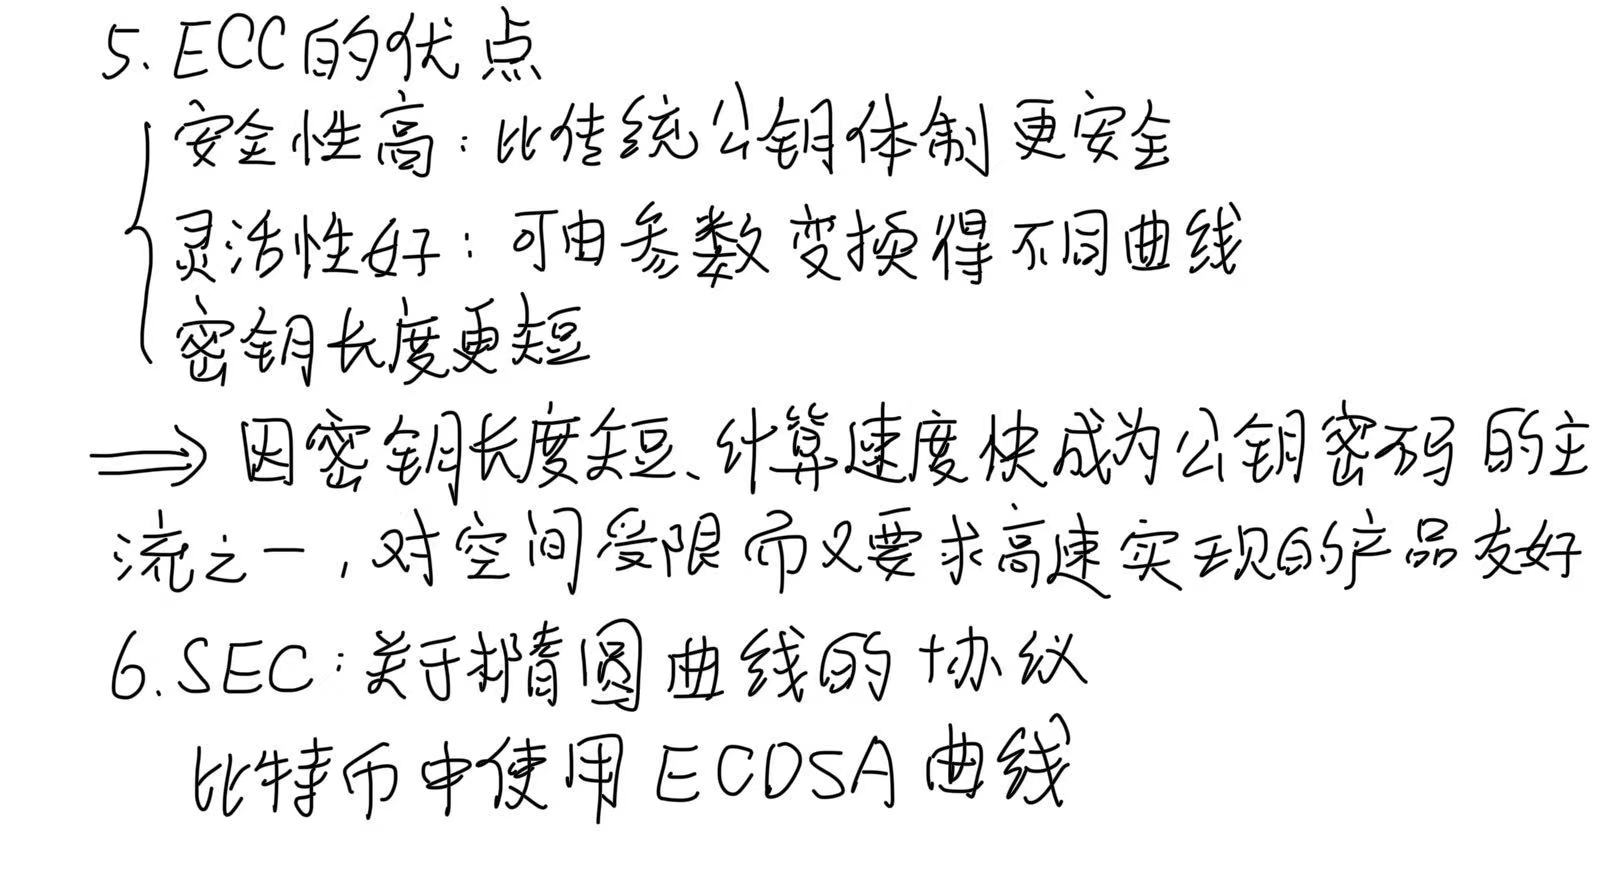 5. ECC的优点
安全性高：比传统公钥体制更安全
灵活性好：可由参数变换得不同曲线
密钥长度更短
⟹ 因密钥长度短、计算速度快成为公钥密码的主
流之一，对空间受限而又要求高速实现的产品友好
6. SEC：关于椭圆曲线的协议
比特币中使用ECDSA曲线